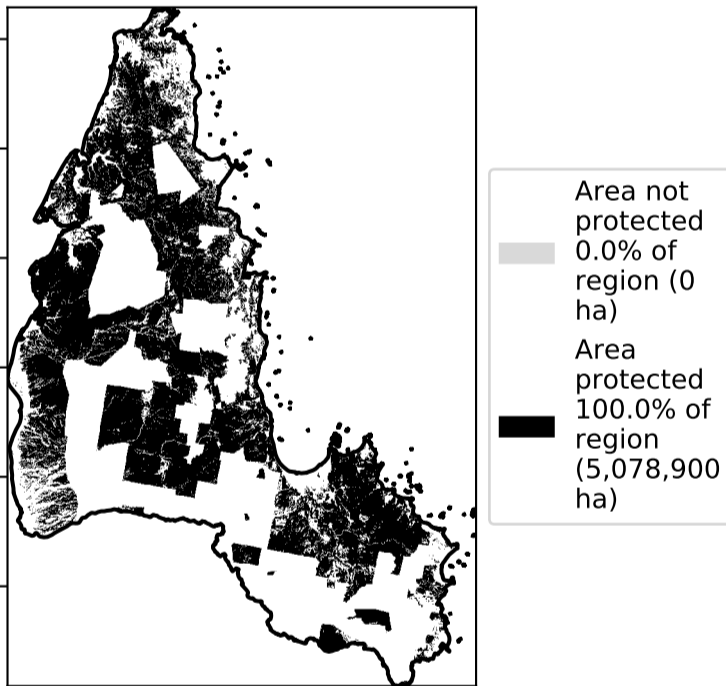 Area not
protected
0.0% of
region (0
ha)
Area
protected
100.0% of
region
(5,078,900
ha)